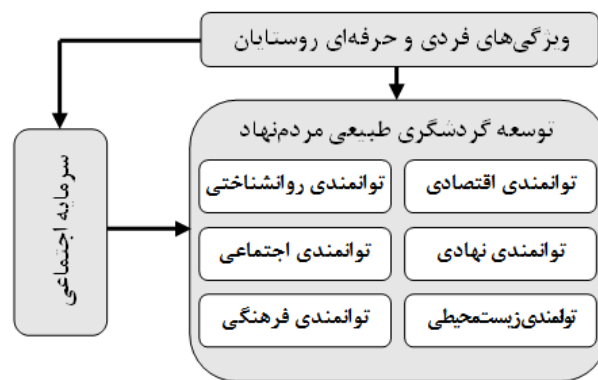 ویژگی‌های فردی و حرفه‌ای روستایان
توسعه گردشگری طبیعی مردم‌نهاد
توانمندی اقتصادی
توانمندی روانشناختی
توانمندی نهادی
توانمندی اجتماعی
توانمندی زیست‌محیطی
توانمندی فرهنگی
سرمایه اجتماعی